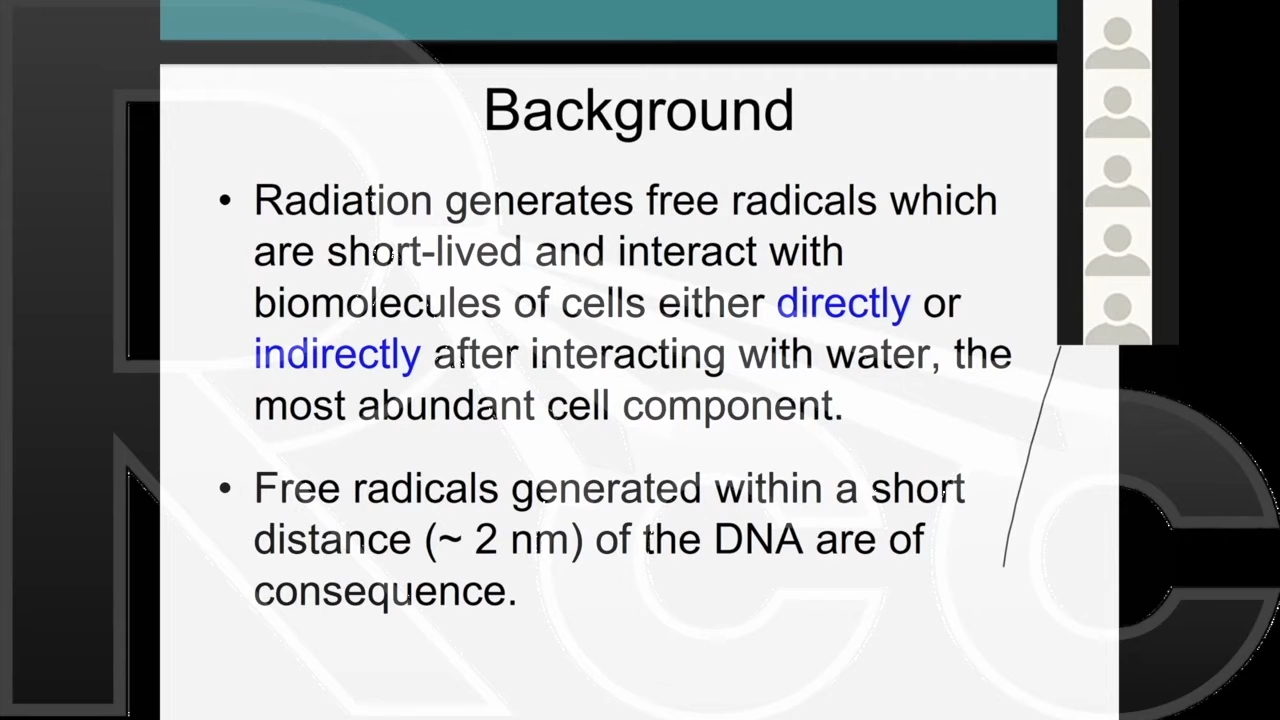 Background
• Radiation generates free radicals which
are short-lived and interact with
biomolecules of cells either directly or
indirectly after interacting with water, the
most abundant cell component.
• Free radicals generated within a short
distance (~ 2 nm) of the DNA are of
consequence.
RCC